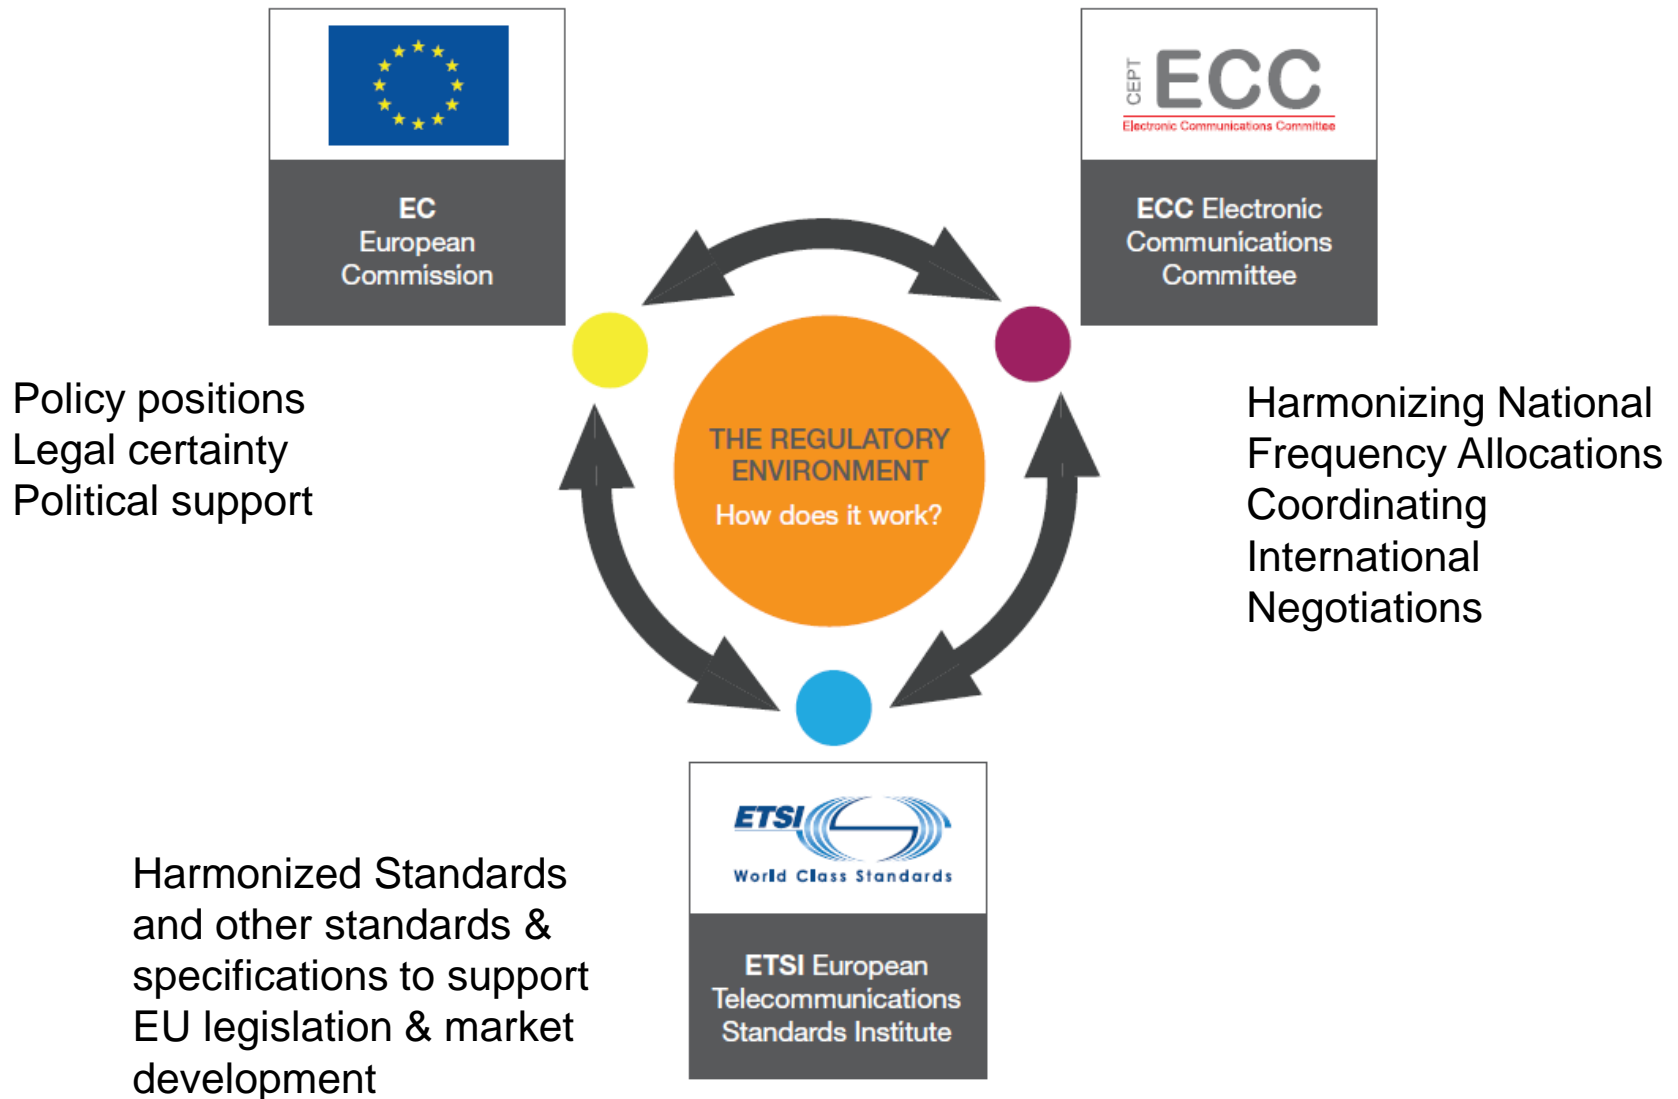 CEPT
ECC
Electronic Communications Committee
EC
European
Commission
ECC Electronic
Communications
Committee
Policy positions
Legal certainty
Political support
THE REGULATORY
ENVIRONMENT
How does it work?
Harmonizing National
Frequency Allocations
Coordinating
International
Negotiations
ETSI
World Class Standards
Harmonized Standards
and other standards &
specifications to support
EU legislation & market
development
ETSI European
Telecommunications
Standards Institute